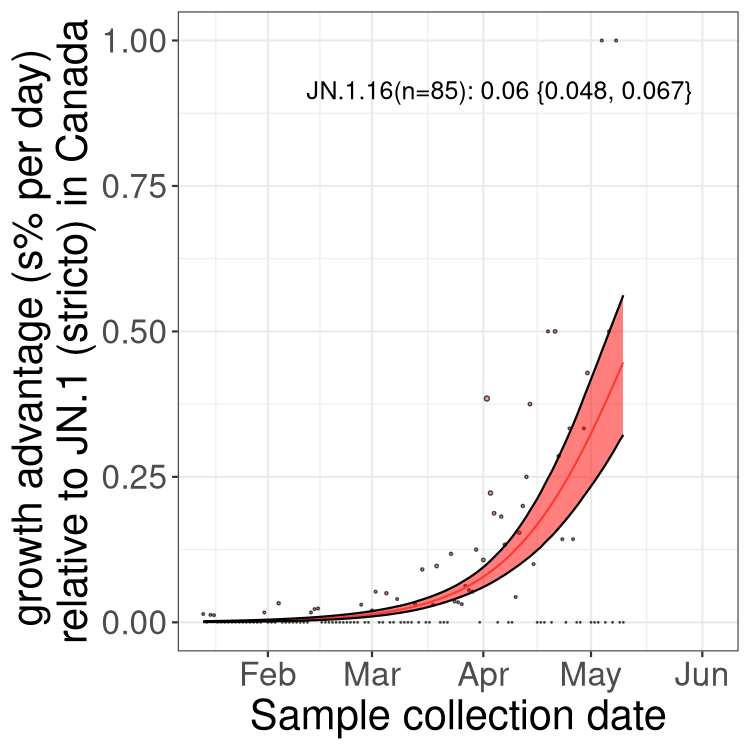 growth advantage (s% per day)
relative to JN.1 (stricto) in Canada
1.00
0.75
0.50
0.25
0.00
JN.1.16(n=85): 0.06 {0.048, 0.067}
Feb Mar Apr May Jun
Sample collection date